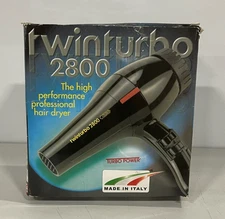 twinturbo
2800
The high
performance
professional
hair dryer
twinturbo 2800
TURBO POWER
MADE IN ITALY